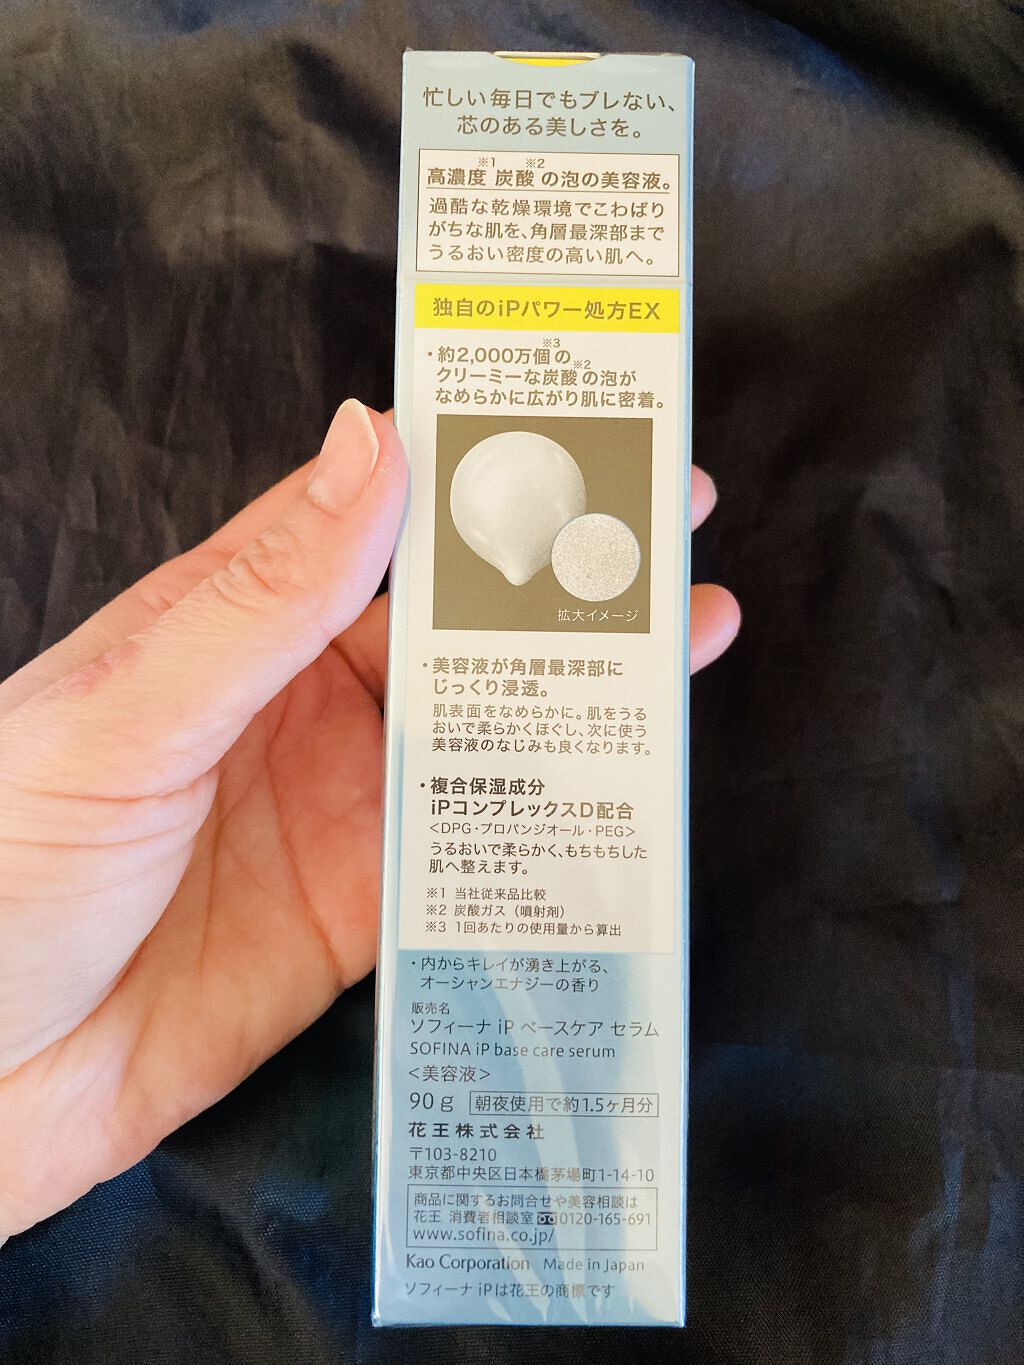 忙しい毎日でもブレない、
芯のある美しさを。
高濃度※1炭酸※2の泡の美容液。
過酷な乾燥環境でこわばり
がちな肌を、角層最深部まで
うるおい密度の高い肌へ。
独自のiPパワー処方EX
・約2,000万個※3の
クリーミーな炭酸※2の泡が
なめらかに広がり肌に密着。
拡大イメージ
・美容液が角層最深部に
じっくり浸透。
肌表面をなめらかに。肌をうる
おいで柔らかくほぐし、次に使う
美容液のなじみも良くなります。
・複合保湿成分
iPコンプレックスD配合
<DPG・プロパンジオール・PEG>
うるおいで柔らかく、もちもちした
肌へ整えます。
※1 当社従来品比較
※2 炭酸ガス（噴射剤）
※3 1回あたりの使用量から算出
・内からキレイが湧き上がる、
オーシャンエナジーの香り
販売名
ソフィーナ iP ベースケア セラム
SOFINA iP base care serum
<美容液>
90g 朝夜使用で約1.5ヶ月分
花王株式会社
〒103-8210
東京都中央区日本橋茅場町1-14-10
商品に関するお問合せや美容相談は
花王 消費者相談室 0120-165-691
www.sofina.co.jp/
Kao Corporation Made in Japan
ソフィーナ iPは花王の商標です